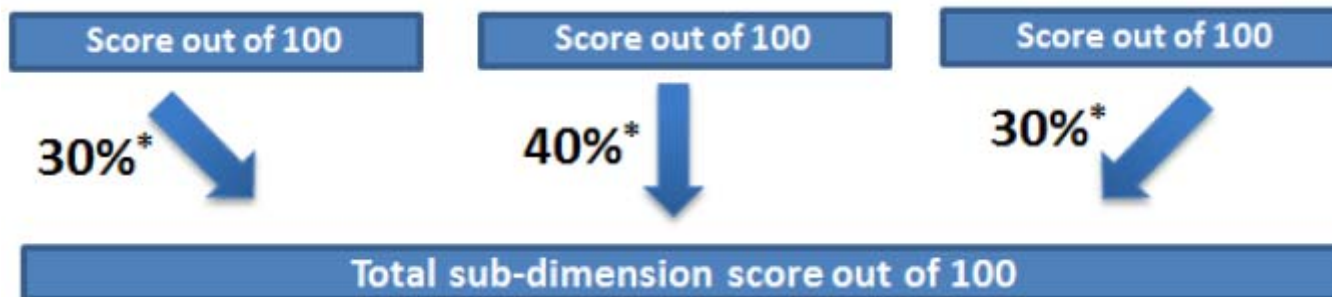 Score out of 100 Score out of 100 Score out of 100
30%* 40%* 30%*
Total sub-dimension score out of 100